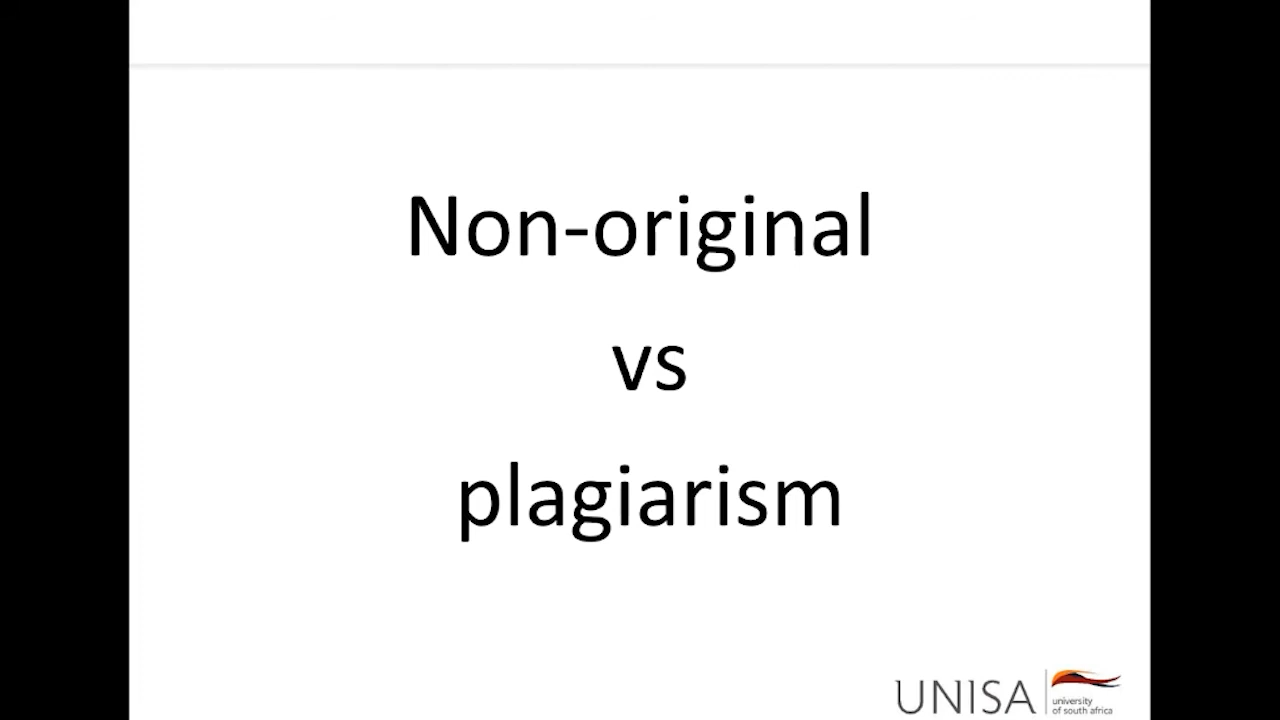 Non-original
vs
plagiarism
UNISA
university
of south africa